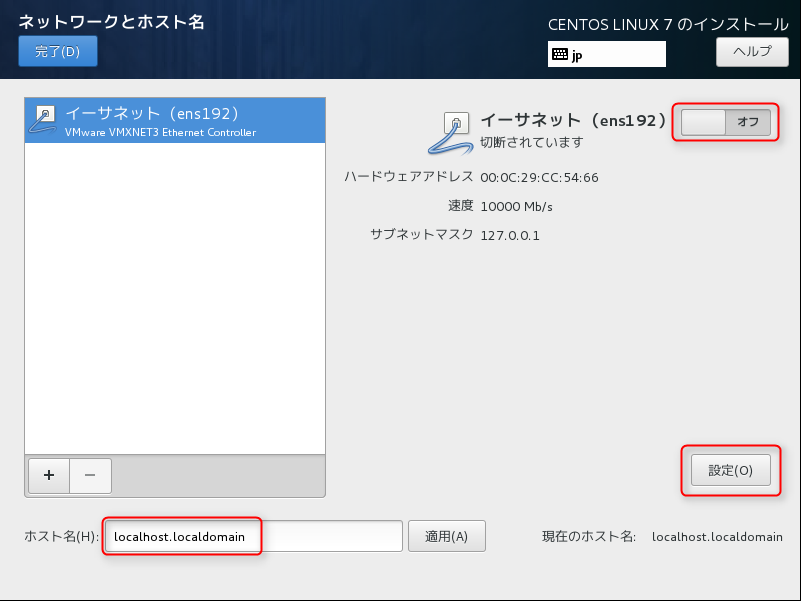 ネットワークとホスト名
CENTOS LINUX 7 のインストール
完了(D)
jp
ヘルプ
イーサネット（ens192）
VMware VMXNET3 Ethernet Controller
イーサネット（ens192）
オフ
切断されています
ハードウェアアドレス 00:0C:29:CC:54:66
速度 10000 Mb/s
サブネットマスク 127.0.0.1
+ −
設定(O)
ホスト名(H): localhost.localdomain 適用(A) 現在のホスト名: localhost.localdomain